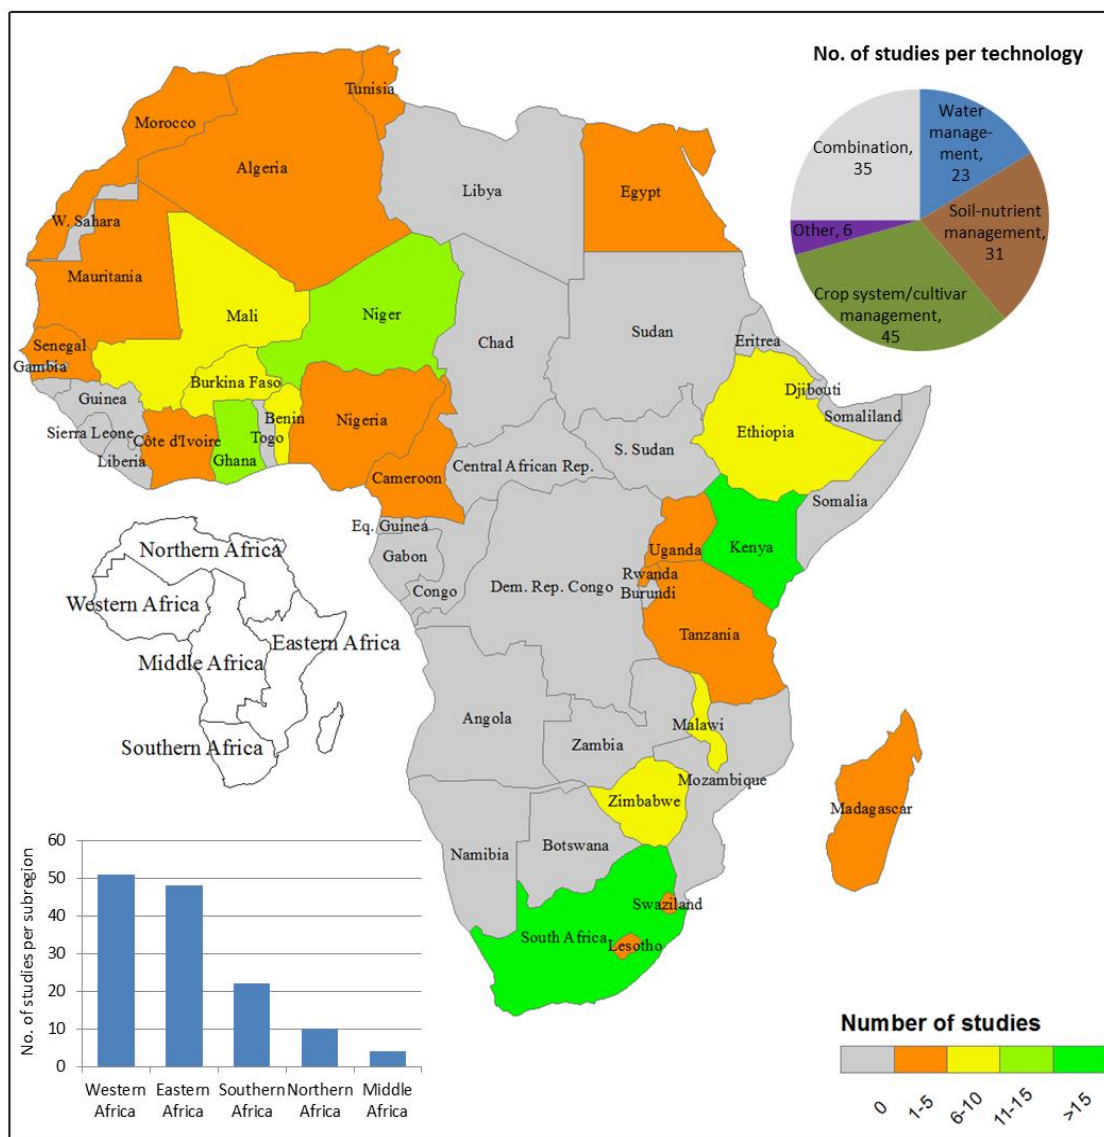 No. of studies per technology
Combination,
35
Water
manage-
ment,
23
Soil-nutrient
management,
31
Other, 6
Crop system/cultivar
management,
45
Tunisia
Morocco
Algeria
Libya
Egypt
W. Sahara
Mauritania
Mali
Niger
Chad
Sudan
Eritrea
Senegal
Gambia
Burkina Faso
Djibouti
Guinea
Benin
Nigeria
Somaliland
Sierra Leone
Côte d'Ivoire
Togo
Ethiopia
Liberia
Ghana
S. Sudan
Cameroon
Central African Rep.
Somalia
Eq. Guinea
Gabon
Uganda
Kenya
Congo
Dem. Rep. Congo
Rwanda
Burundi
Tanzania
Angola
Malawi
Zambia
Mozambique
Zimbabwe
Madagascar
Namibia
Botswana
Swaziland
South Africa
Lesotho
Northern Africa
Western Africa
Eastern Africa
Middle Africa
Southern Africa
No. of studies per subregion
60
50
40
30
20
10
0
Western
Africa
Eastern
Africa
Southern
Africa
Northern
Africa
Middle
Africa
Number of studies
0
1-5
6-10
11-15
>15